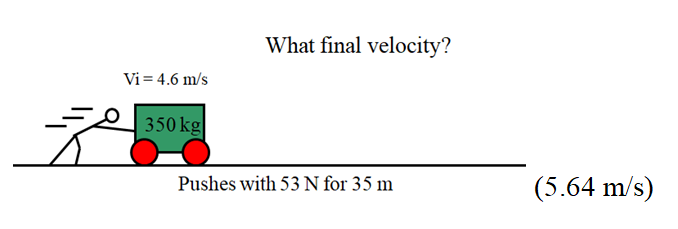 What final velocity?
Vi = 4.6 m/s
350 kg
Pushes with 53 N for 35 m
(5.64 m/s)